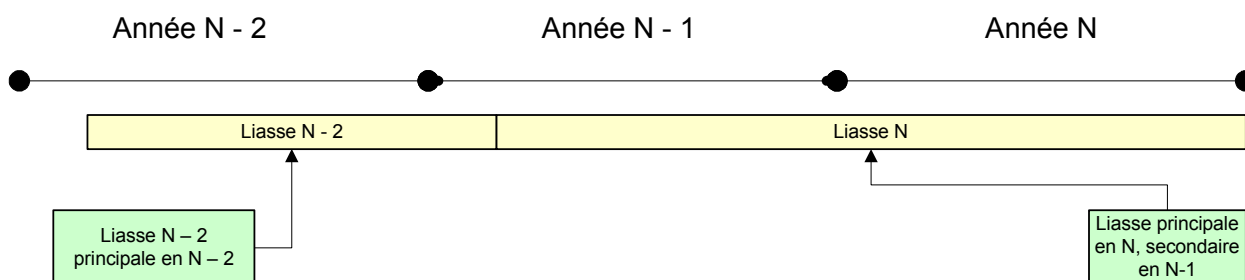 Année N - 2
Année N - 1
Année N
Liasse N - 2
Liasse N
Liasse N – 2
principale en N – 2
Liasse principale
en N, secondaire
en N-1